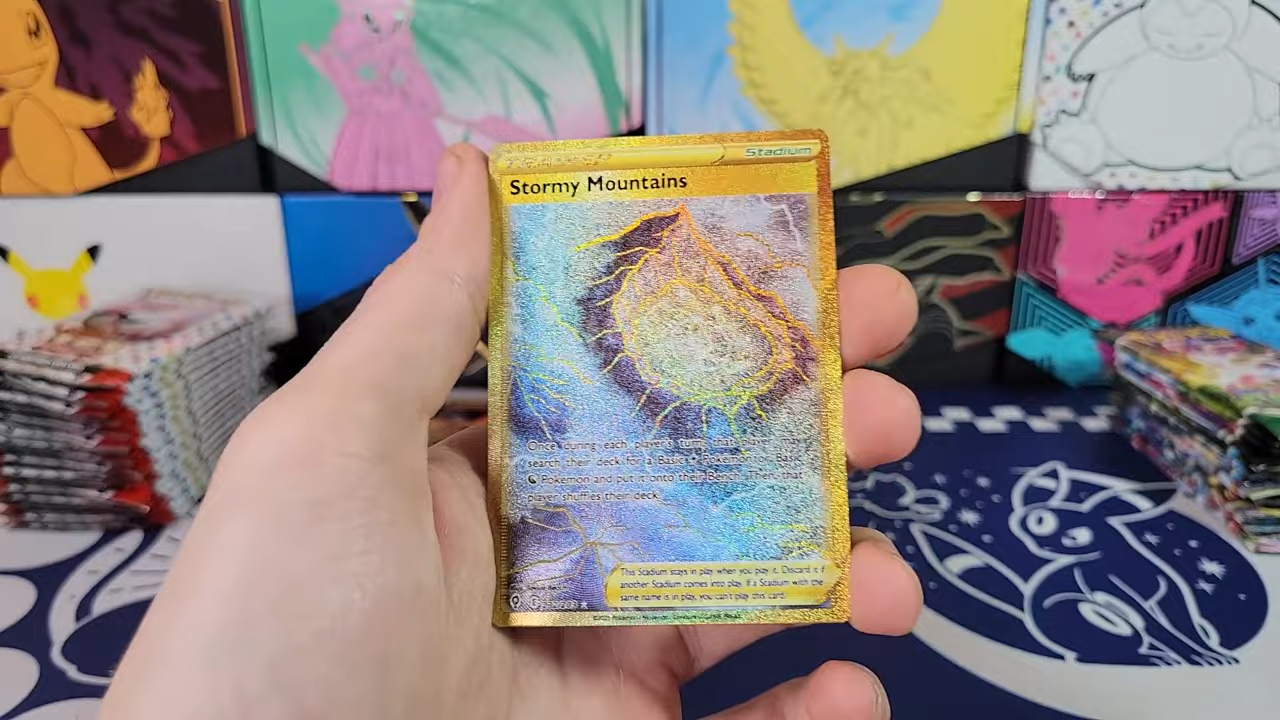 Stadium
Stormy Mountains
Once during each player's turn, that player may
search their deck for a Basic Pokémon Basic
Pokémon and put it onto their Bench. Then, that
player shuffles their deck.
This Stadium stays in play when you play it. Discard it if
another Stadium comes into play. If a Stadium with the
same name is in play, you can't play this card.